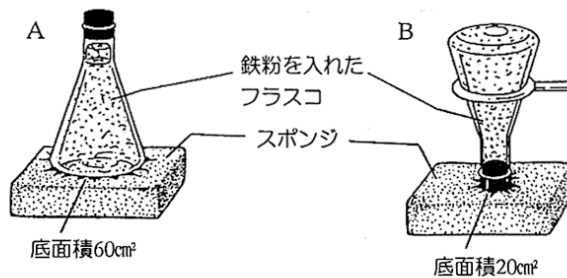 A
B
鉄粉を入れた
フラスコ
スポンジ
底面積60cm²
底面積20cm²